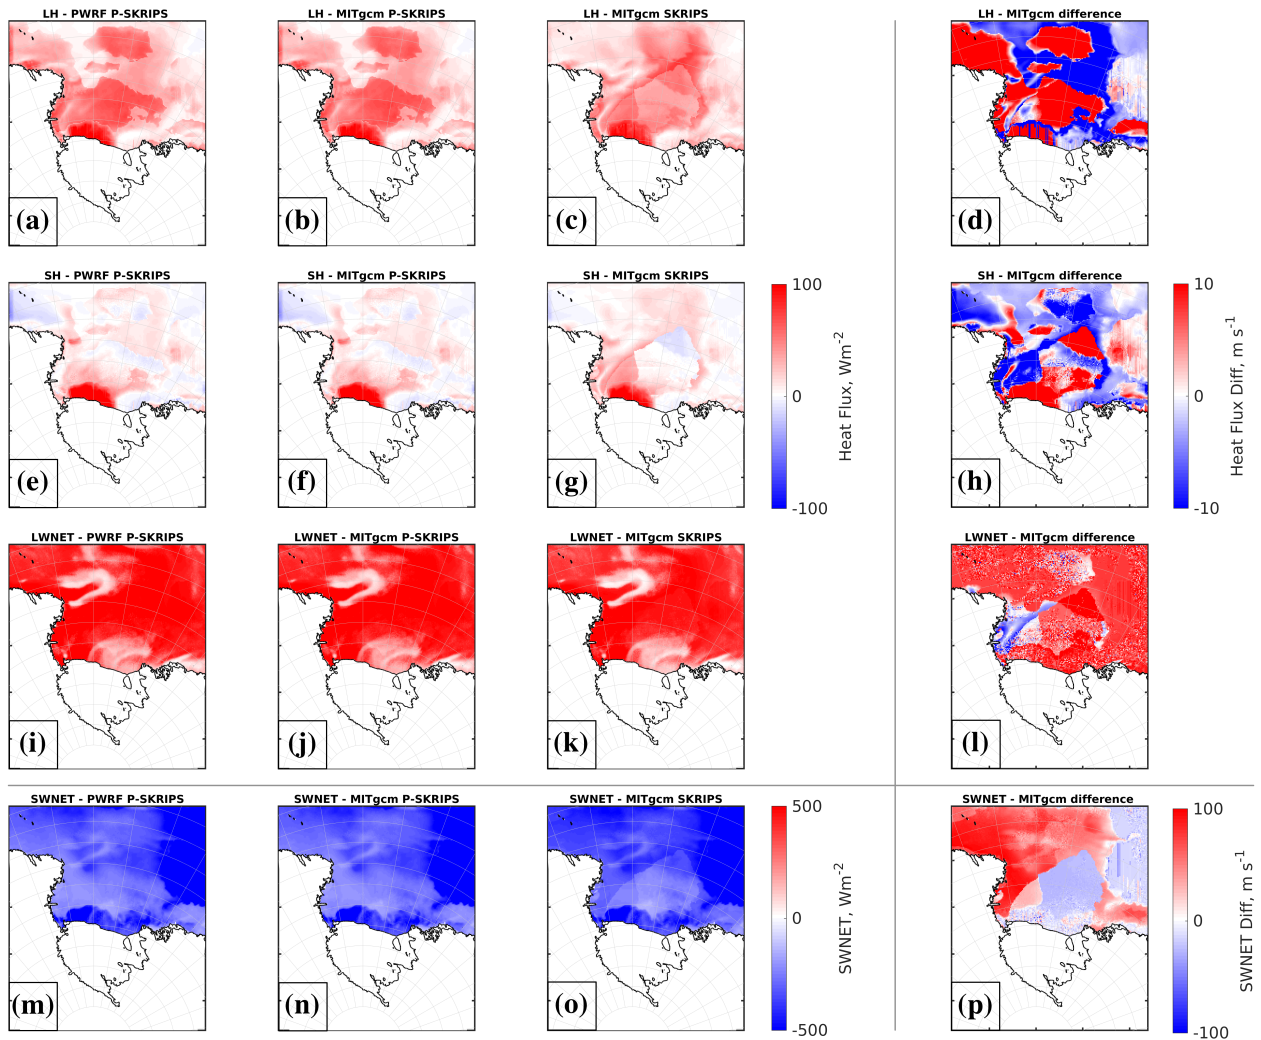 LH - PWRF P-SKRIPS
LH - MITgcm P-SKRIPS
LH - MITgcm SKRIPS
LH - MITgcm difference
(a)
(b)
(c)
(d)
SH - PWRF P-SKRIPS
SH - MITgcm P-SKRIPS
SH - MITgcm SKRIPS
SH - MITgcm difference
100
0
-100
Heat Flux, Wm-2
10
0
-10
Heat Flux Diff, m s-1
(e)
(f)
(g)
(h)
LWNET - PWRF P-SKRIPS
LWNET - MITgcm P-SKRIPS
LWNET - MITgcm SKRIPS
LWNET - MITgcm difference
(i)
(j)
(k)
(l)
SWNET - PWRF P-SKRIPS
SWNET - MITgcm P-SKRIPS
SWNET - MITgcm SKRIPS
SWNET - MITgcm difference
500
0
-500
SWNET, Wm-2
100
0
-100
SWNET Diff, m s-1
(m)
(n)
(o)
(p)